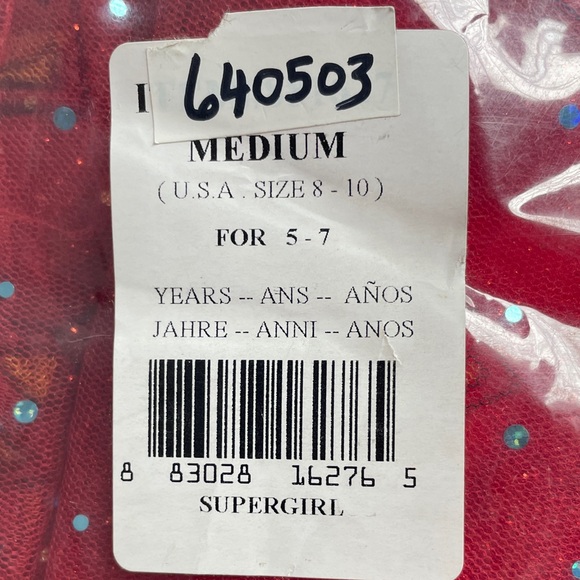 640503
MEDIUM
( U.S.A . SIZE 8 - 10 )
FOR 5 - 7
YEARS -- ANS -- AÑOS
JAHRE -- ANNI -- ANOS
8 83028 16276 5
SUPERGIRL